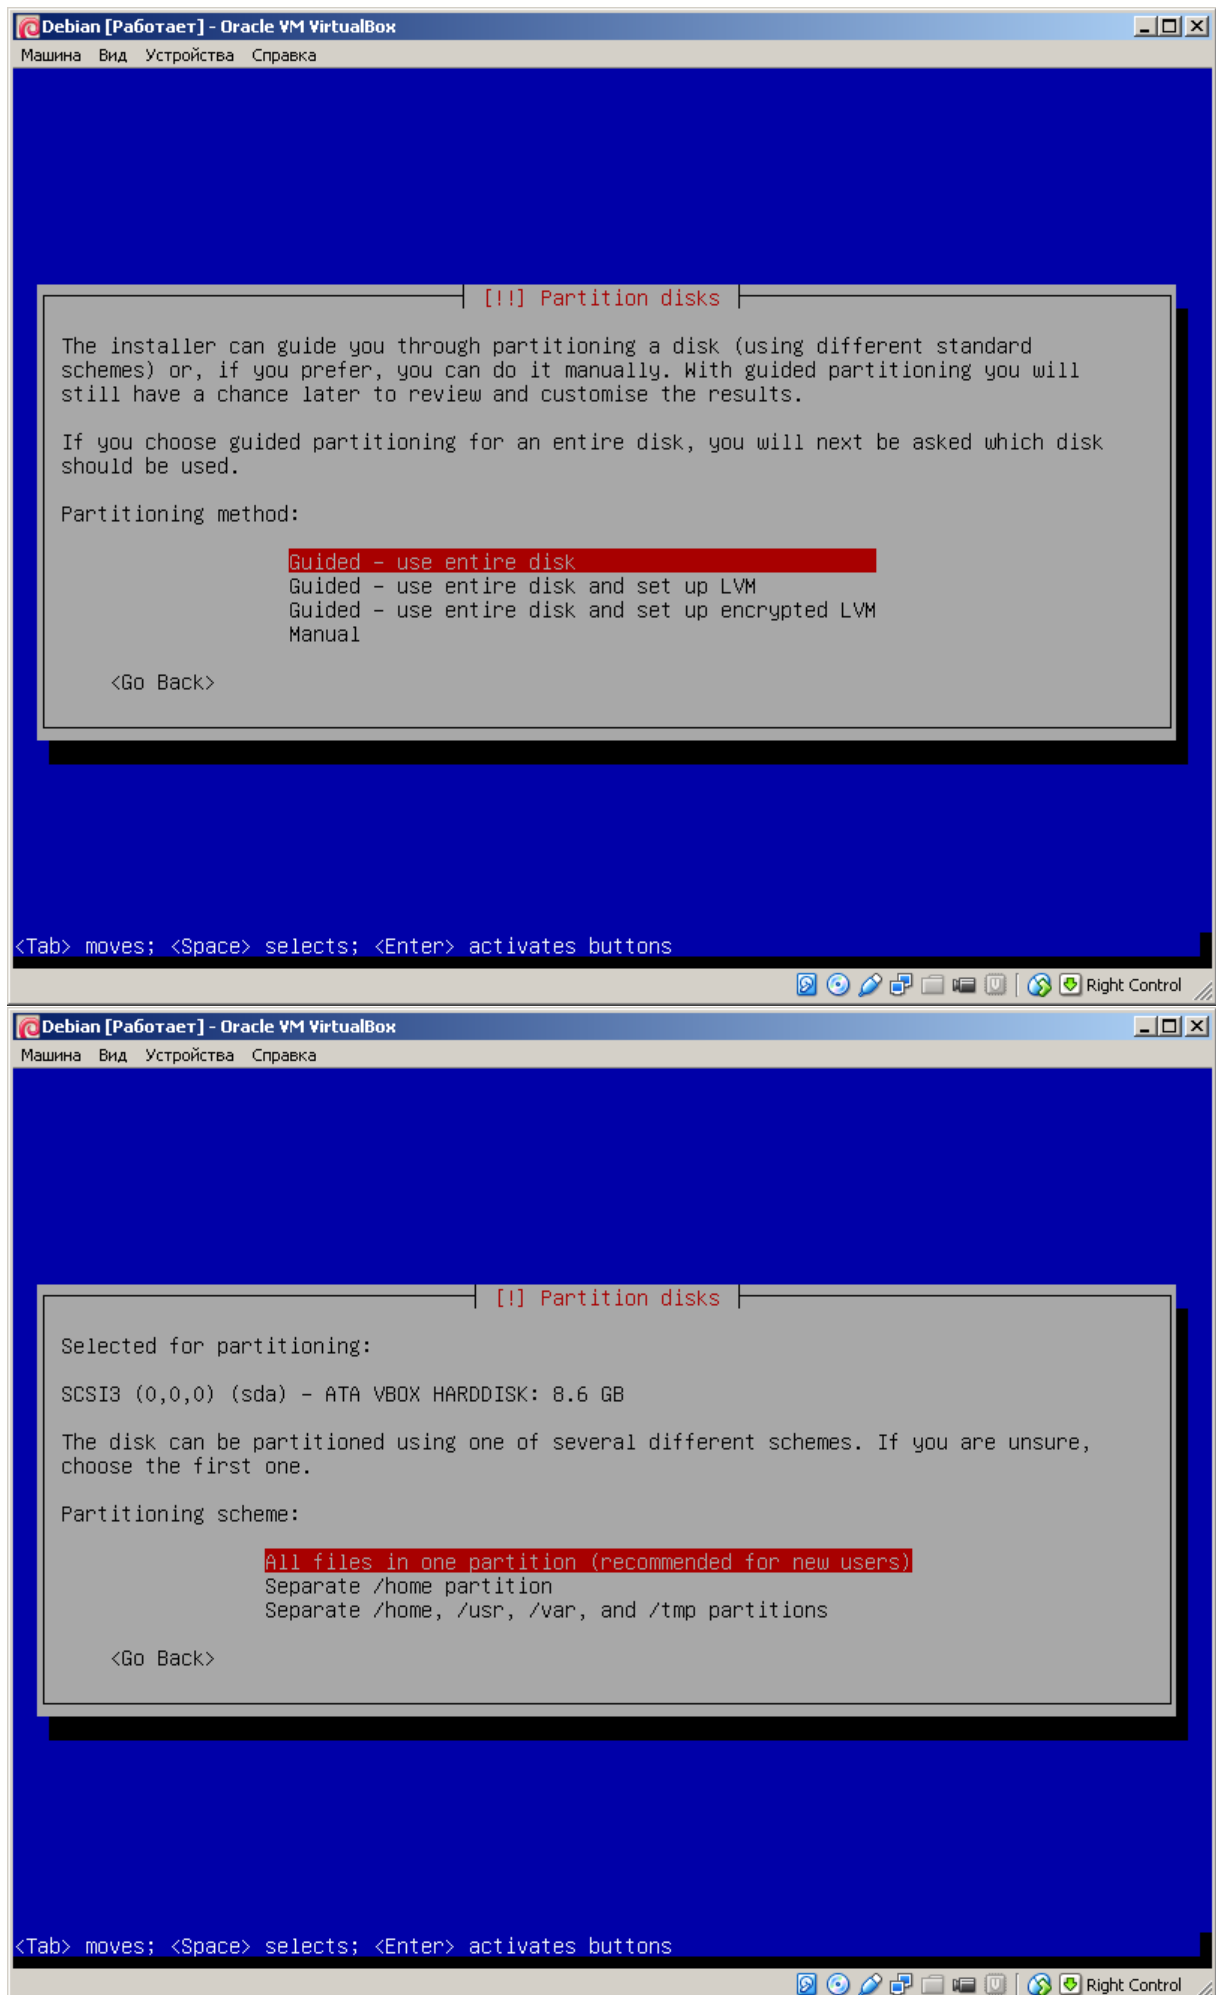 Debian [Работает] - Oracle VM VirtualBox
Машина Вид Устройства Справка
[!!] Partition disks
The installer can guide you through partitioning a disk (using different standard
schemes) or, if you prefer, you can do it manually. With guided partitioning you will
still have a chance later to review and customise the results.
If you choose guided partitioning for an entire disk, you will next be asked which disk
should be used.
Partitioning method:
Guided - use entire disk
Guided - use entire disk and set up LVM
Guided - use entire disk and set up encrypted LVM
Manual
<Go Back>
<Tab> moves; <Space> selects; <Enter> activates buttons
Right Control
Debian [Работает] - Oracle VM VirtualBox
Машина Вид Устройства Справка
[!] Partition disks
Selected for partitioning:
SCSI3 (0,0,0) (sda) - ATA VBOX HARDDISK: 8.6 GB
The disk can be partitioned using one of several different schemes. If you are unsure,
choose the first one.
Partitioning scheme:
All files in one partition (recommended for new users)
Separate /home partition
Separate /home, /usr, /var, and /tmp partitions
<Go Back>
<Tab> moves; <Space> selects; <Enter> activates buttons
Right Control